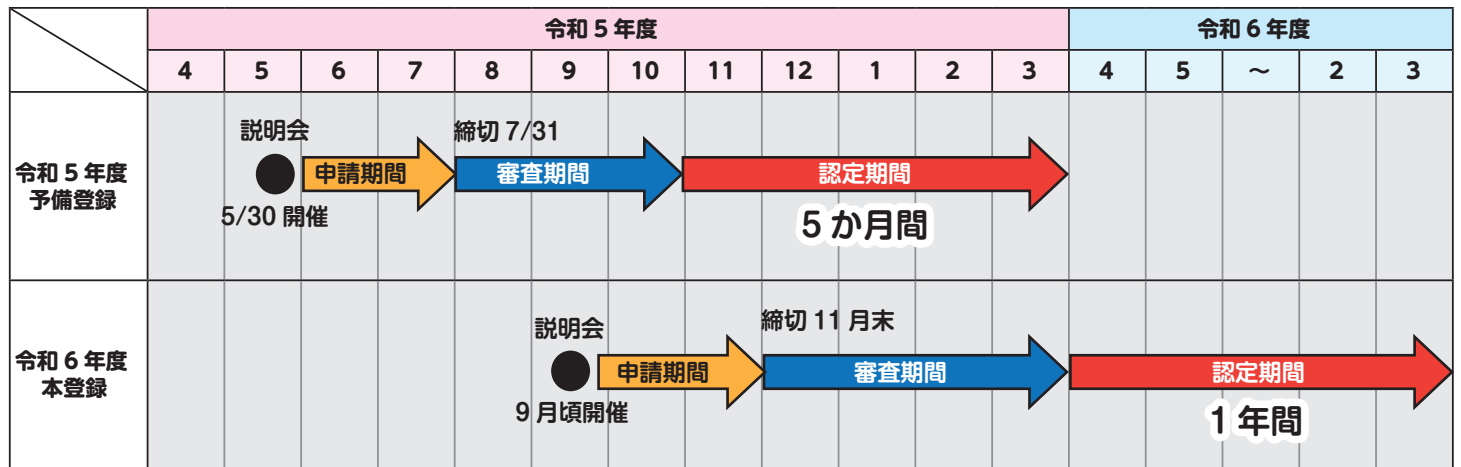 令和 5 年度 令和 6 年度
4 5 6 7 8 9 10 11 12 1 2 3 4 5 ～ 2 3
令和 5 年度
予備登録
説明会
5/30 開催
申請期間
締切 7/31
審査期間
認定期間
5 か月間
令和 6 年度
本登録
説明会
9 月頃開催
申請期間
締切 11 月末
審査期間
認定期間
1 年間